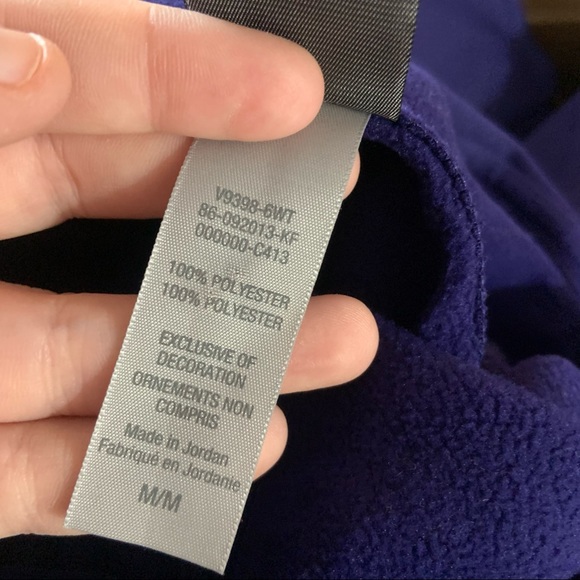 V9398-6WT
86-092013-KF
000000-C413
100% POLYESTER
100% POLYESTER
EXCLUSIVE OF
DECORATION
ORNEMENTS NON
COMPRIS
Made in Jordan
Fabriqué en Jordanie
M/M